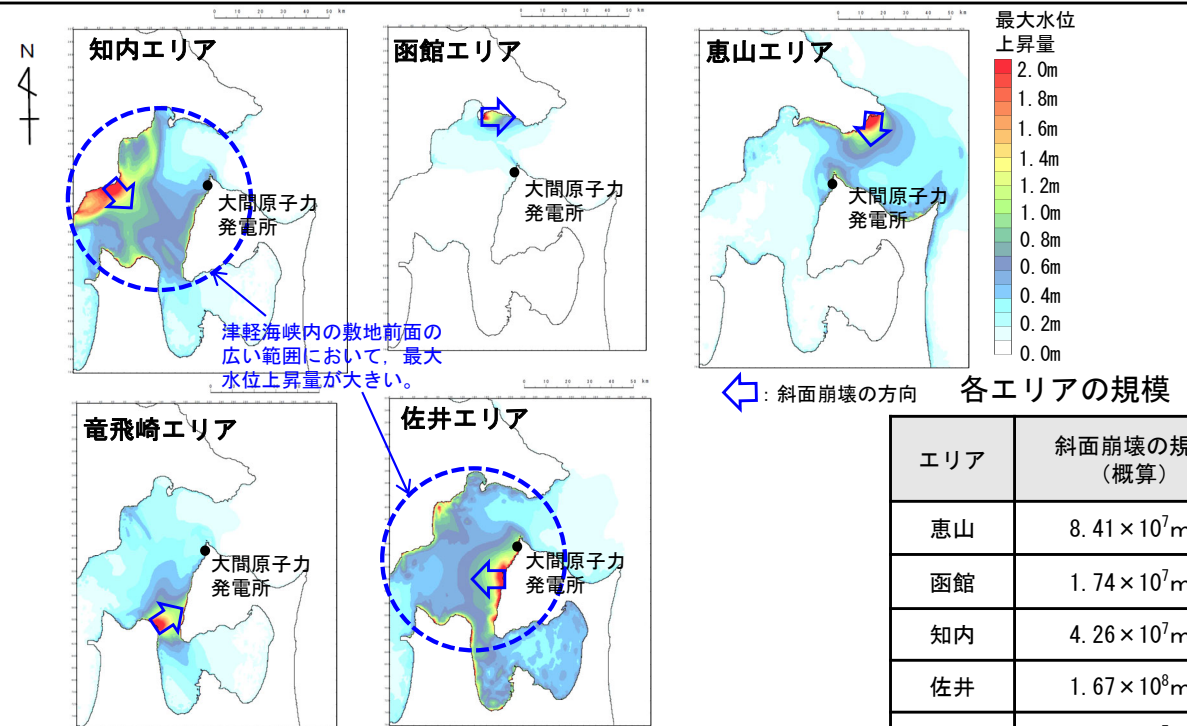 N
知内エリア
函館エリア
恵山エリア
大間原子力
発電所
大間原子力
発電所
大間原子力
発電所
最大水位
上昇量
2.0m
1.8m
1.6m
1.4m
1.2m
1.0m
0.8m
0.6m
0.4m
0.2m
0.0m
津軽海峡内の敷地前面の
広い範囲において，最大
水位上昇量が大きい。
：斜面崩壊の方向
竜飛崎エリア
佐井エリア
大間原子力
発電所
大間原子力
発電所
各エリアの規模
エリア
斜面崩壊の規
（概算）
恵山
8.41×10⁷m
函館
1.74×10⁷m
知内
4.26×10⁷m
佐井
1.67×10⁸m